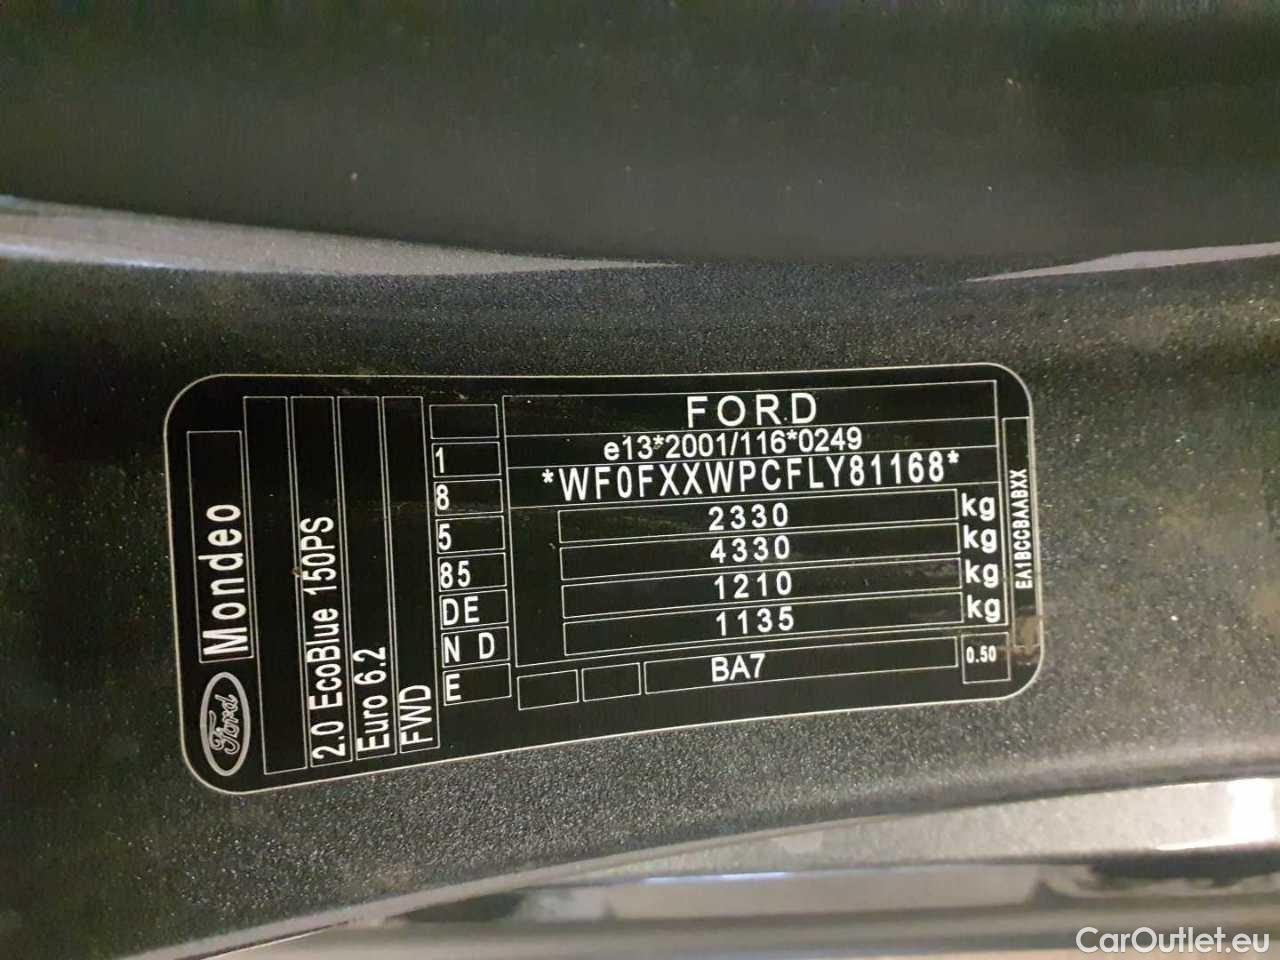 FORD
e13*2001/116*0249
*WF0FXXWPCFLY81168*
2330 kg
4330 kg
1210 kg
1135 kg
BA7
0.50
EA1BCCBAABXX
1
8
5
85
DE
N D
E
Ford
Mondeo
2.0 EcoBlue 150PS
Euro 6.2
FWD
CarOutlet.eu